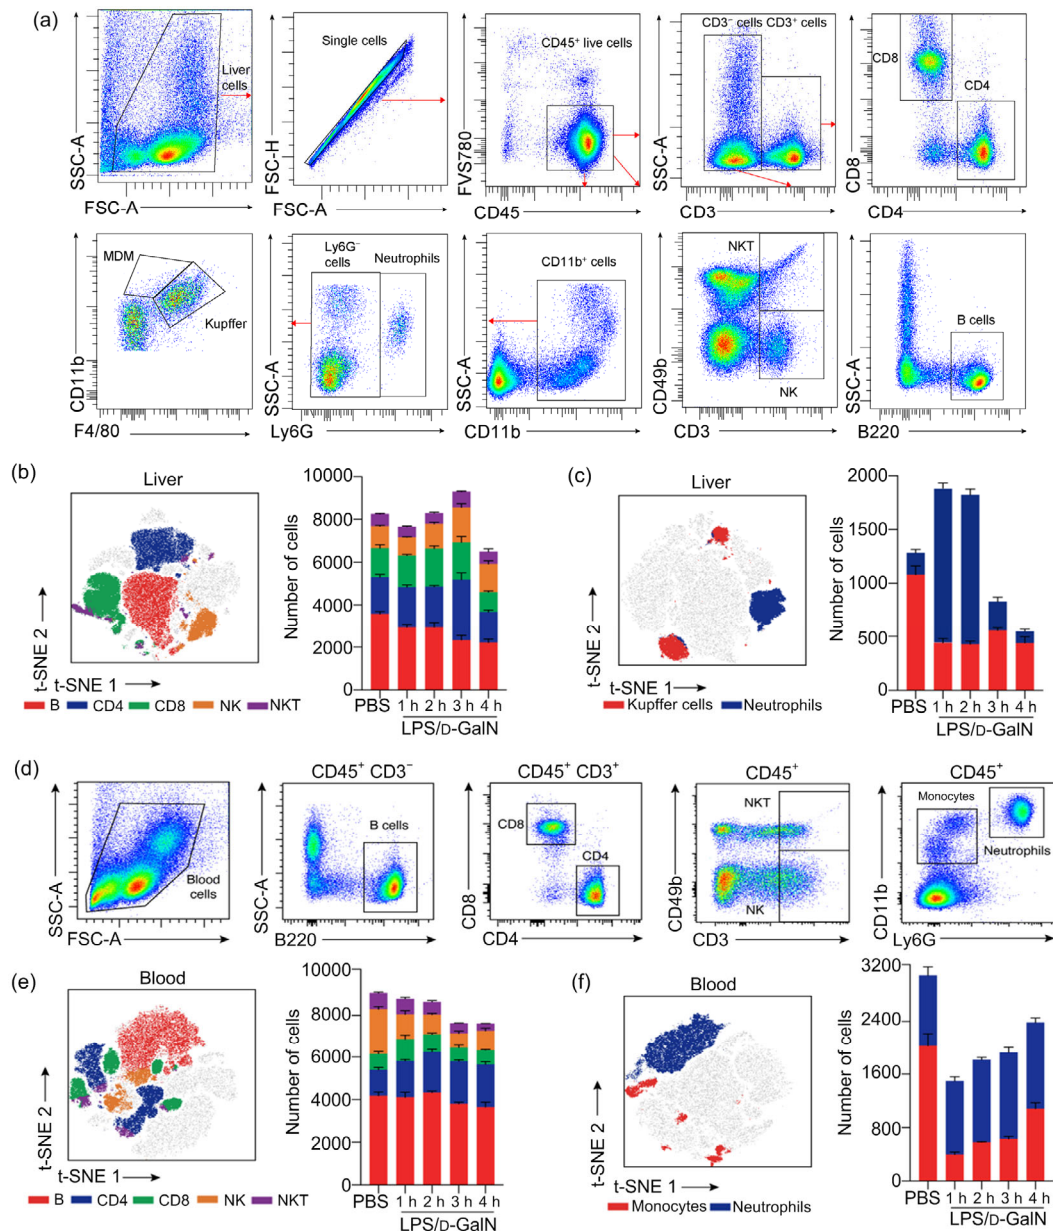 (a)
Liver
cells
SSC-A
FSC-A
Single cells
FSC-H
FSC-A
CD45⁺ live cells
FVS780
CD45
CD3⁻ cells CD3⁺ cells
SSC-A
CD3
CD8
CD4
CD8
CD4
MDM
Kupffer
CD11b
F4/80
Ly6G⁻
cells
Neutrophils
SSC-A
Ly6G
CD11b⁺ cells
SSC-A
CD11b
NKT
NK
CD49b
CD3
B cells
SSC-A
B220
(b)
Liver
t-SNE 2
t-SNE 1
B CD4 CD8 NK NKT
Number of cells
10000
8000
6000
4000
2000
0
PBS 1 h 2 h 3 h 4 h
LPS/D-GalN
(c)
Liver
t-SNE 2
t-SNE 1
Kupffer cells Neutrophils
Number of cells
2000
1500
1000
500
0
PBS 1 h 2 h 3 h 4 h
LPS/D-GalN
(d)
Blood
cells
SSC-A
FSC-A
CD45⁺ CD3⁻
B cells
SSC-A
B220
CD45⁺ CD3⁺
CD8
CD4
CD8
CD4
CD45⁺
NKT
NK
CD49b
CD3
CD45⁺
Monocytes
Neutrophils
CD11b
Ly6G
(e)
Blood
t-SNE 2
t-SNE 1
B CD4 CD8 NK NKT
Number of cells
10000
8000
6000
4000
2000
0
PBS 1 h 2 h 3 h 4 h
LPS/D-GalN
(f)
Blood
t-SNE 2
t-SNE 1
Monocytes Neutrophils
Number of cells
3200
2400
1600
800
0
PBS 1 h 2 h 3 h 4 h
LPS/D-GalN